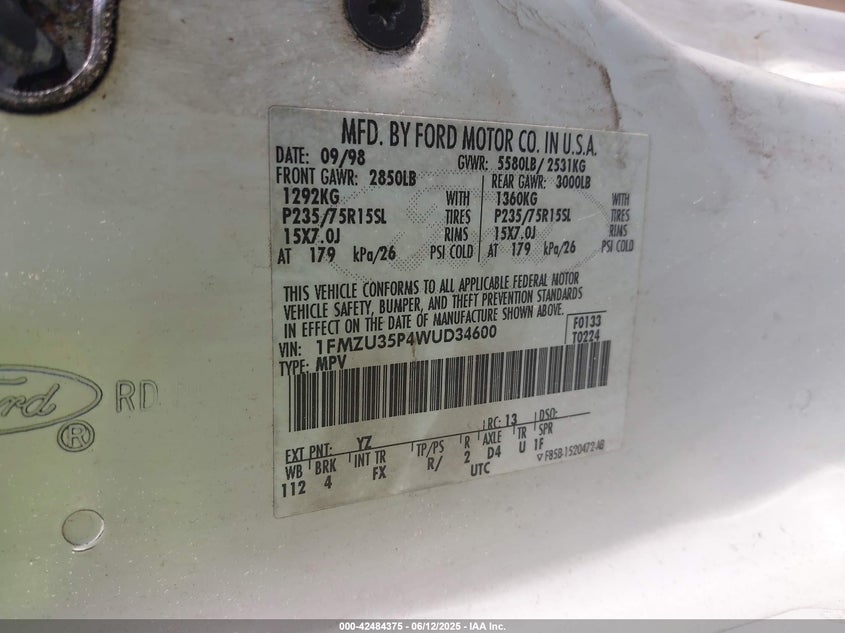 MFD. BY FORD MOTOR CO. IN U.S.A.
DATE: 09/98 GVWR: 5580LB/2531KG
FRONT GAWR: 2850LB REAR GAWR: 3000LB
1292KG WITH 1360KG WITH
P235/75R15SL TIRES P235/75R15SL TIRES
15X7.0J RIMS 15X7.0J RIMS
AT 179 kPa/26 PSI COLD AT 179 kPa/26 PSI COLD
THIS VEHICLE CONFORMS TO ALL APPLICABLE FEDERAL MOTOR
VEHICLE SAFETY, BUMPER, AND THEFT PREVENTION STANDARDS
IN EFFECT ON THE DATE OF MANUFACTURE SHOWN ABOVE.
VIN: 1FMZU35P4WUD34600 F0133
TYPE: MPV T0224
Ford ® RD
EXT PNT: YZ RC: 13 DSO:
WB BRK INT TR TP/PS R AXLE TR SPR
112 4 FX R/ 2 D4 U 1F
UTC F85B-1520472-AB
000-42484375 - 06/12/2025 - IAA Inc.